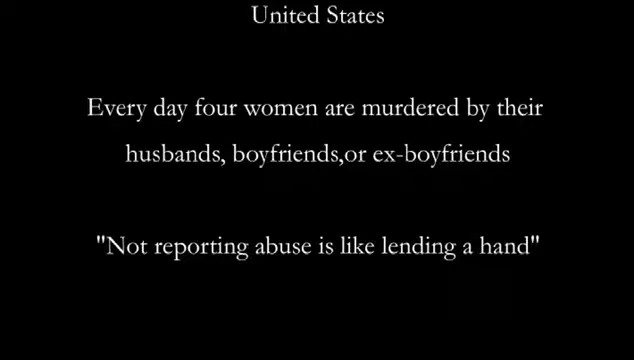 United States
Every day four women are murdered by their
husbands, boyfriends,or ex-boyfriends
"Not reporting abuse is like lending a hand"